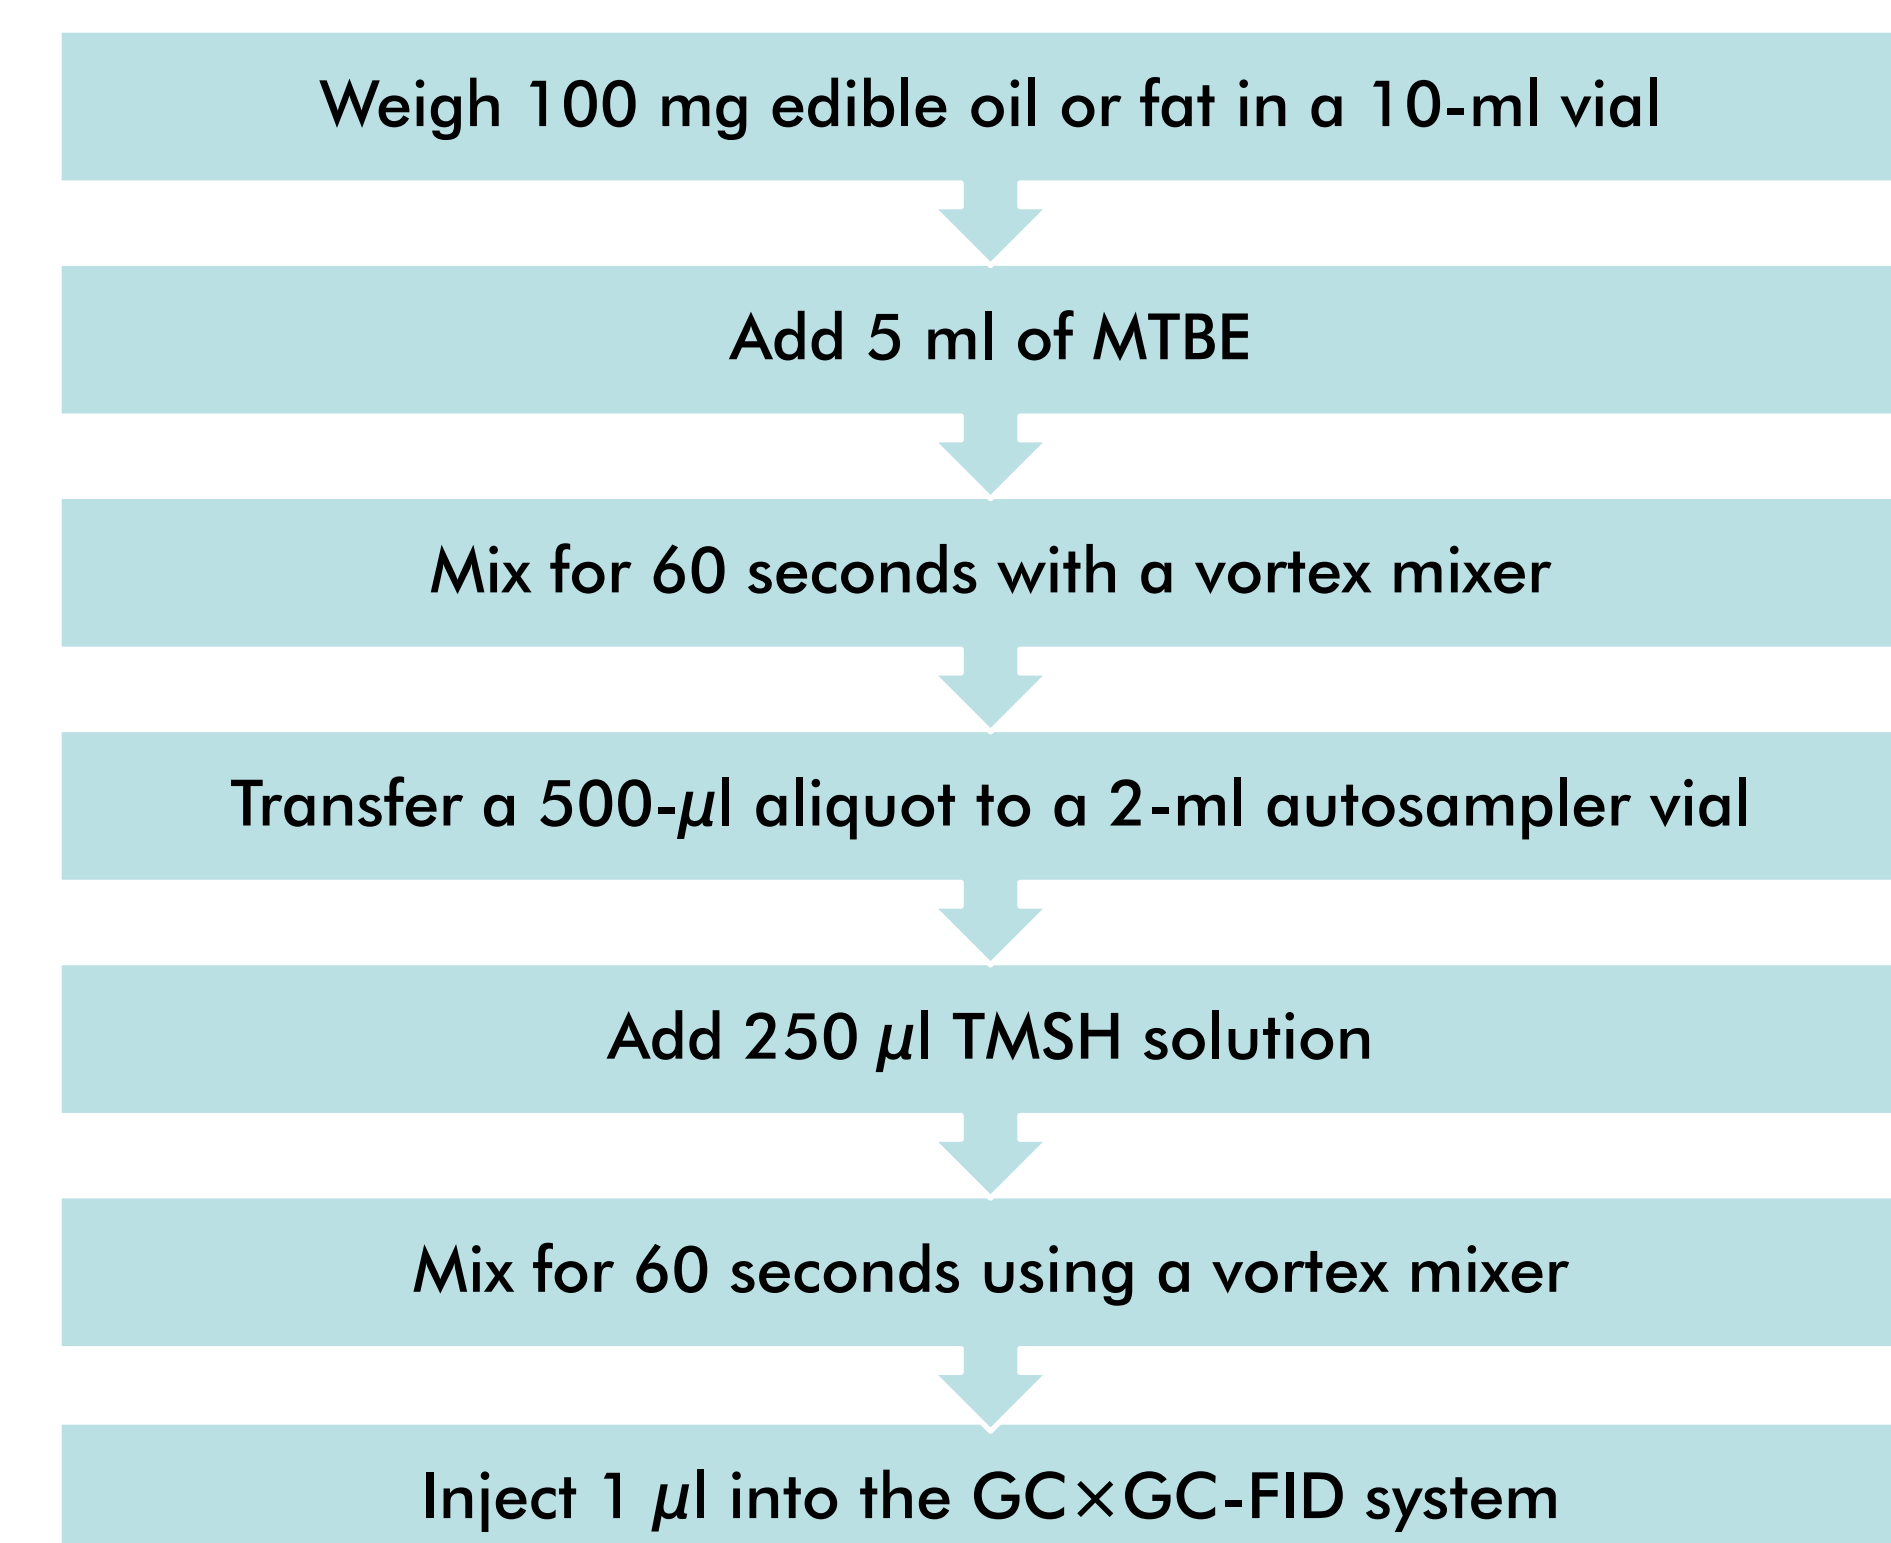 Weigh 100 mg edible oil or fat in a 10-ml vial
Add 5 ml of MTBE
Mix for 60 seconds with a vortex mixer
Transfer a 500-μl aliquot to a 2-ml autosampler vial
Add 250 μl TMSH solution
Mix for 60 seconds using a vortex mixer
Inject 1 μl into the GC×GC-FID system